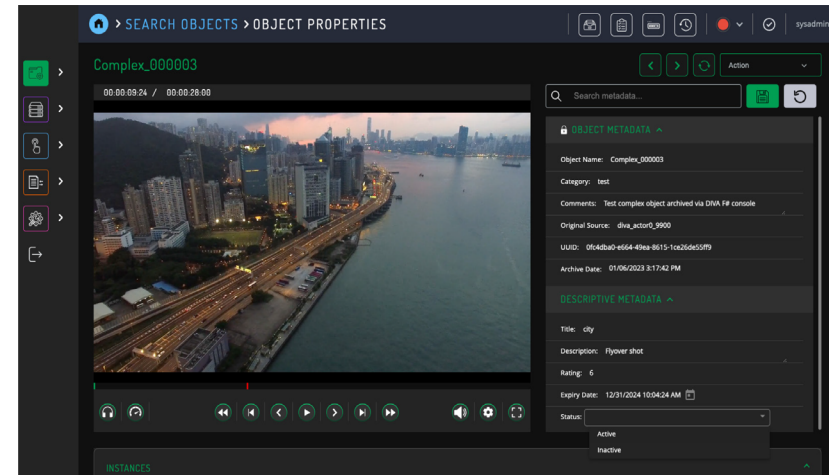 > SEARCH OBJECTS > OBJECT PROPERTIES
sysadmin
Complex_000003
Action
00:00:09:24 / 00:00:28:00
Search metadata...
OBJECT METADATA
Object Name: Complex_000003
Category: test
Comments: Test complex object archived via DIVA F# console
Original Source: diva_actor0_9900
UUID: 0fc4dba0-e664-49ea-8615-1ce26de55ff9
Archive Date: 01/06/2023 3:17:42 PM
DESCRIPTIVE METADATA
Title: city
Description: Flyover shot
Rating: 6
Expiry Date: 12/31/2024 10:04:24 AM
Status:
Active
Inactive
INSTANCES